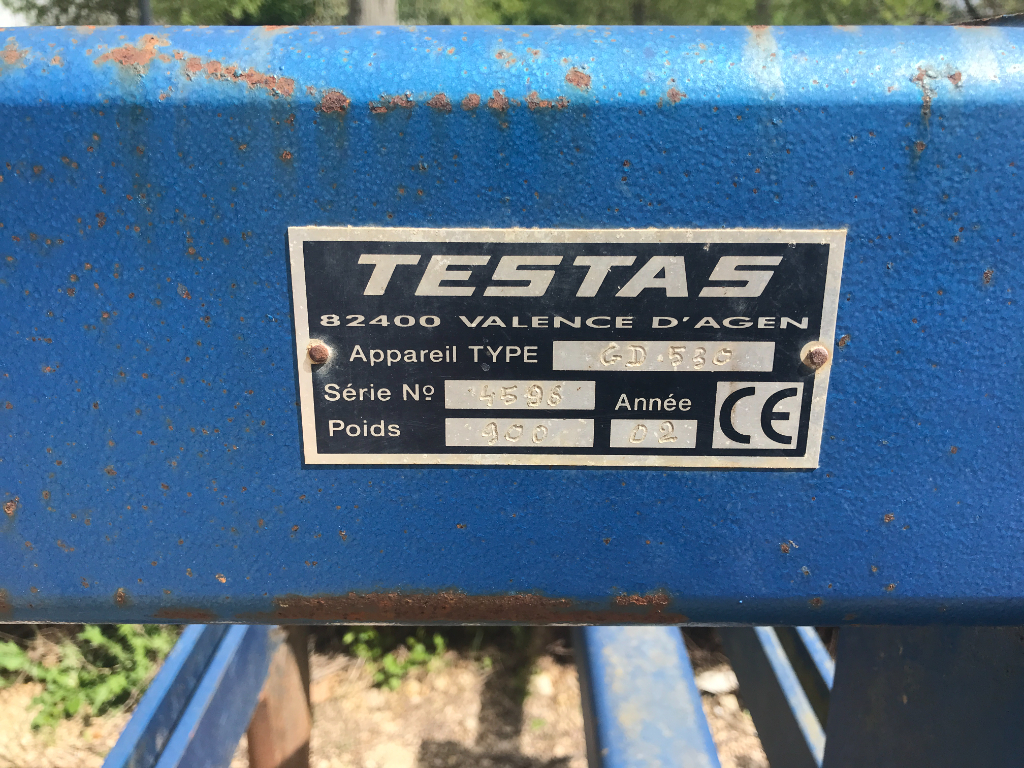 TESTAS
82400 VALENCE D'AGEN
Appareil TYPE GD 530
Série Nº 4598
Poids 900 Année 02 CE